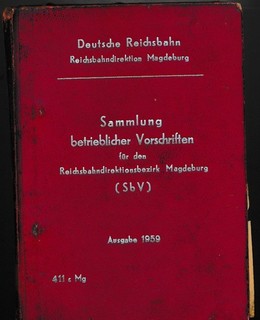 Deutsche Reichsbahn
Reichsbahndirektion Magdeburg
Sammlung
betrieblicher Vorschriften
für den
Reichsbahndirektionsbezirk Magdeburg
(SbV)
Ausgabe 1959
411 c Mg